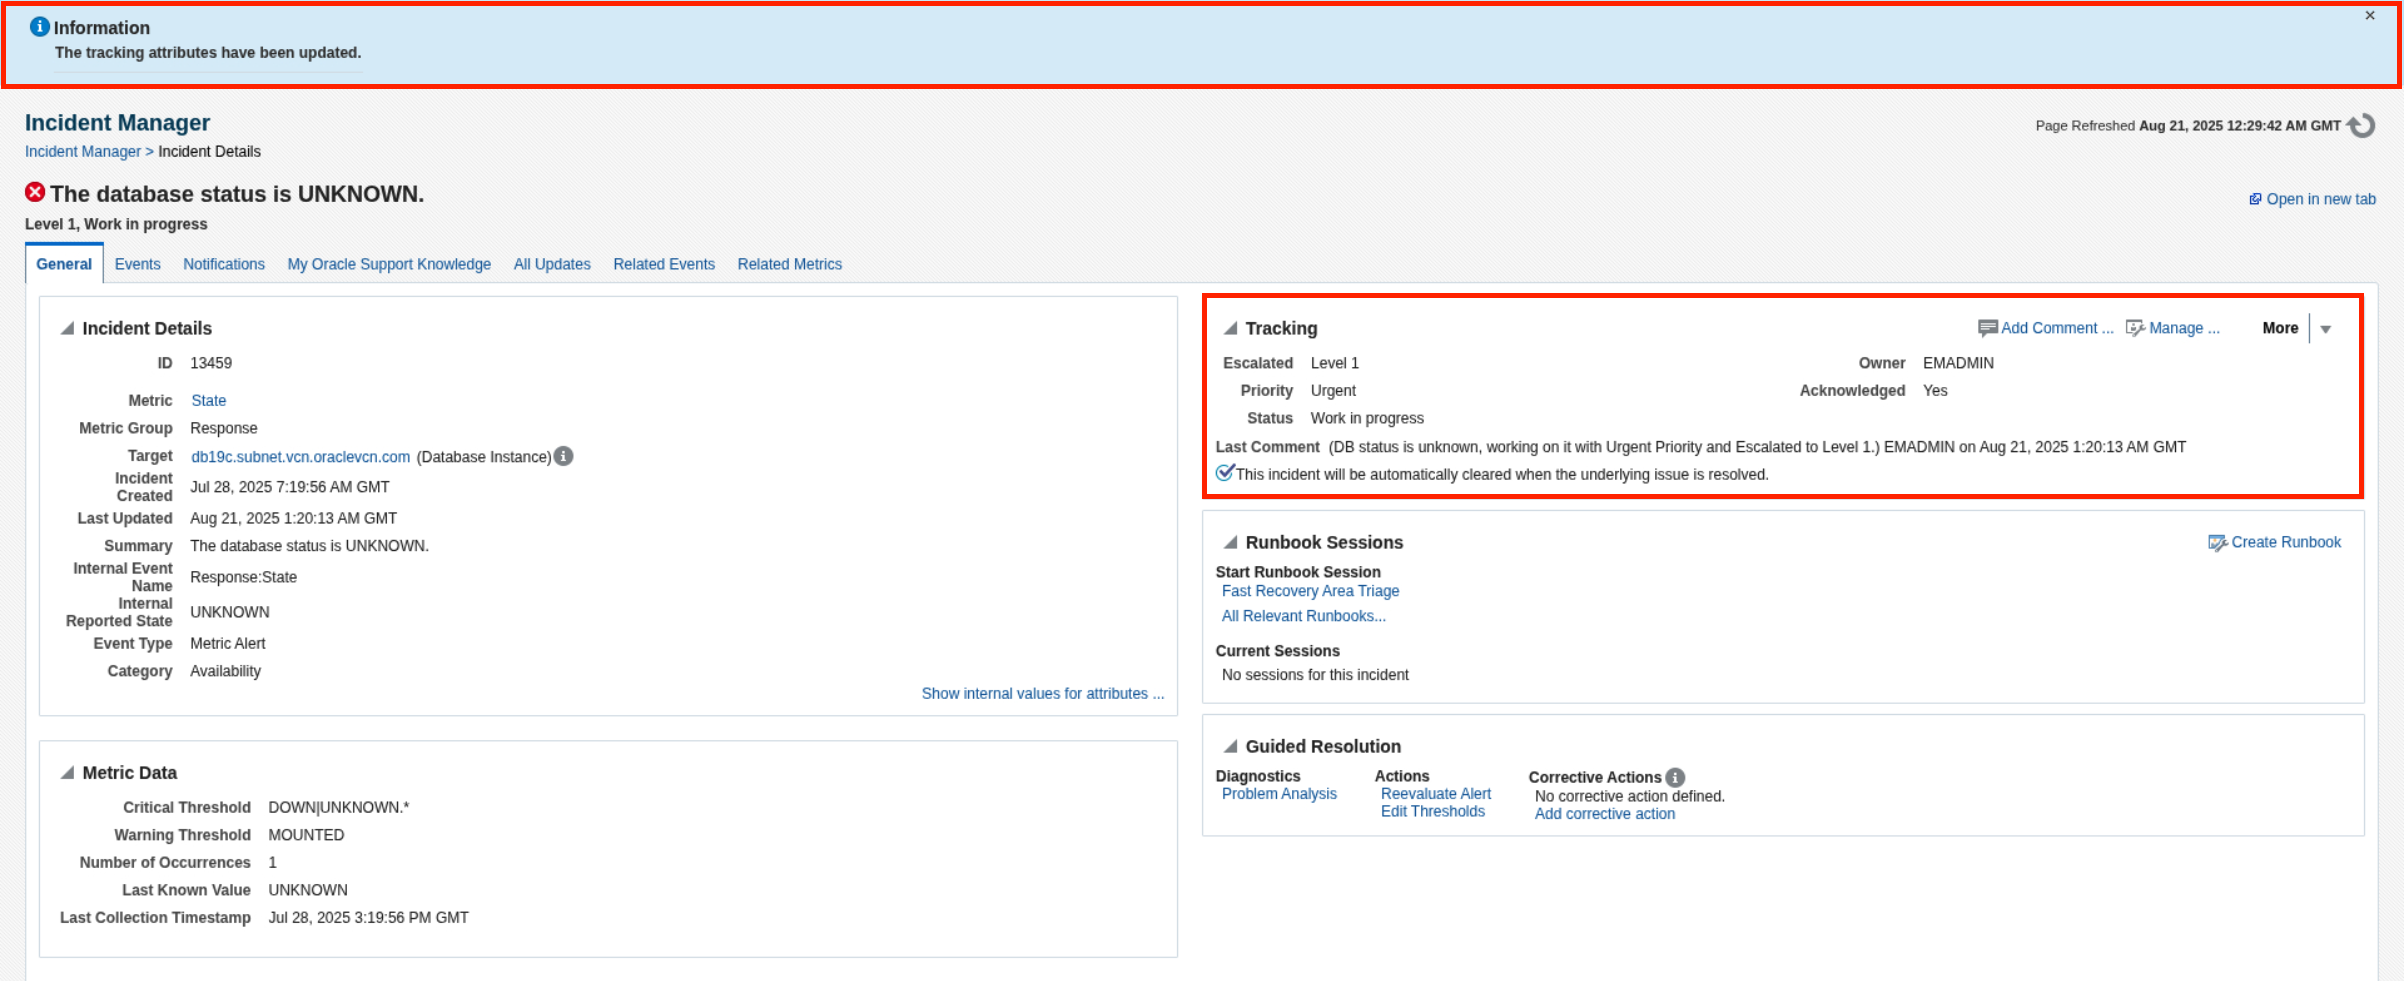 Information
The tracking attributes have been updated.
×
Incident Manager
Page Refreshed Aug 21, 2025 12:29:42 AM GMT
Incident Manager > Incident Details
The database status is UNKNOWN.
Open in new tab
Level 1, Work in progress
General Events Notifications My Oracle Support Knowledge All Updates Related Events Related Metrics
Incident Details
ID 13459
Metric State
Metric Group Response
Target db19c.subnet.vcn.oraclevcn.com (Database Instance)
Incident Created Jul 28, 2025 7:19:56 AM GMT
Last Updated Aug 21, 2025 1:20:13 AM GMT
Summary The database status is UNKNOWN.
Internal Event Name Response:State
Internal Reported State UNKNOWN
Event Type Metric Alert
Category Availability
Show internal values for attributes ...
Metric Data
Critical Threshold DOWN|UNKNOWN.*
Warning Threshold MOUNTED
Number of Occurrences 1
Last Known Value UNKNOWN
Last Collection Timestamp Jul 28, 2025 3:19:56 PM GMT
Tracking Add Comment ... Manage ... More
Escalated Level 1 Owner EMADMIN
Priority Urgent Acknowledged Yes
Status Work in progress
Last Comment (DB status is unknown, working on it with Urgent Priority and Escalated to Level 1.) EMADMIN on Aug 21, 2025 1:20:13 AM GMT
This incident will be automatically cleared when the underlying issue is resolved.
Runbook Sessions Create Runbook
Start Runbook Session
Fast Recovery Area Triage
All Relevant Runbooks...
Current Sessions
No sessions for this incident
Guided Resolution
Diagnostics Actions Corrective Actions
Problem Analysis Reevaluate Alert No corrective action defined.
Edit Thresholds Add corrective action